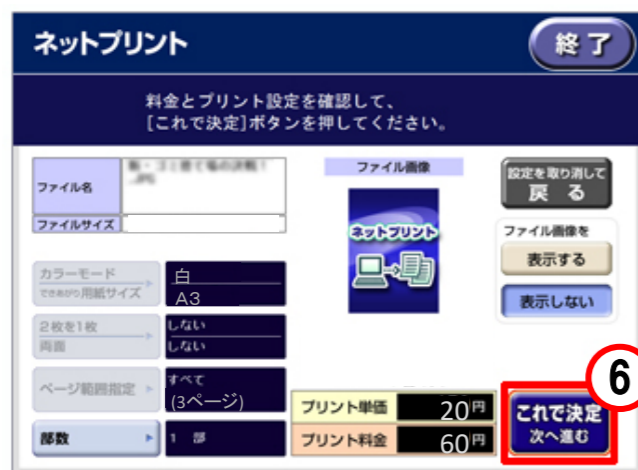 ネットプリント
終了
料金とプリント設定を確認して、
[これで決定]ボタンを押してください。
ファイル名
ファイルサイズ
ファイル画像
ネットプリント
設定を取り消して
戻る
ファイル画像を
表示する
表示しない
カラーモード
できあがり用紙サイズ
白
A3
2枚を1枚
両面
しない
しない
ページ範囲指定
すべて
(3ページ)
部数
1 部
プリント単価 20円
プリント料金 60円
6
これで決定
次へ進む